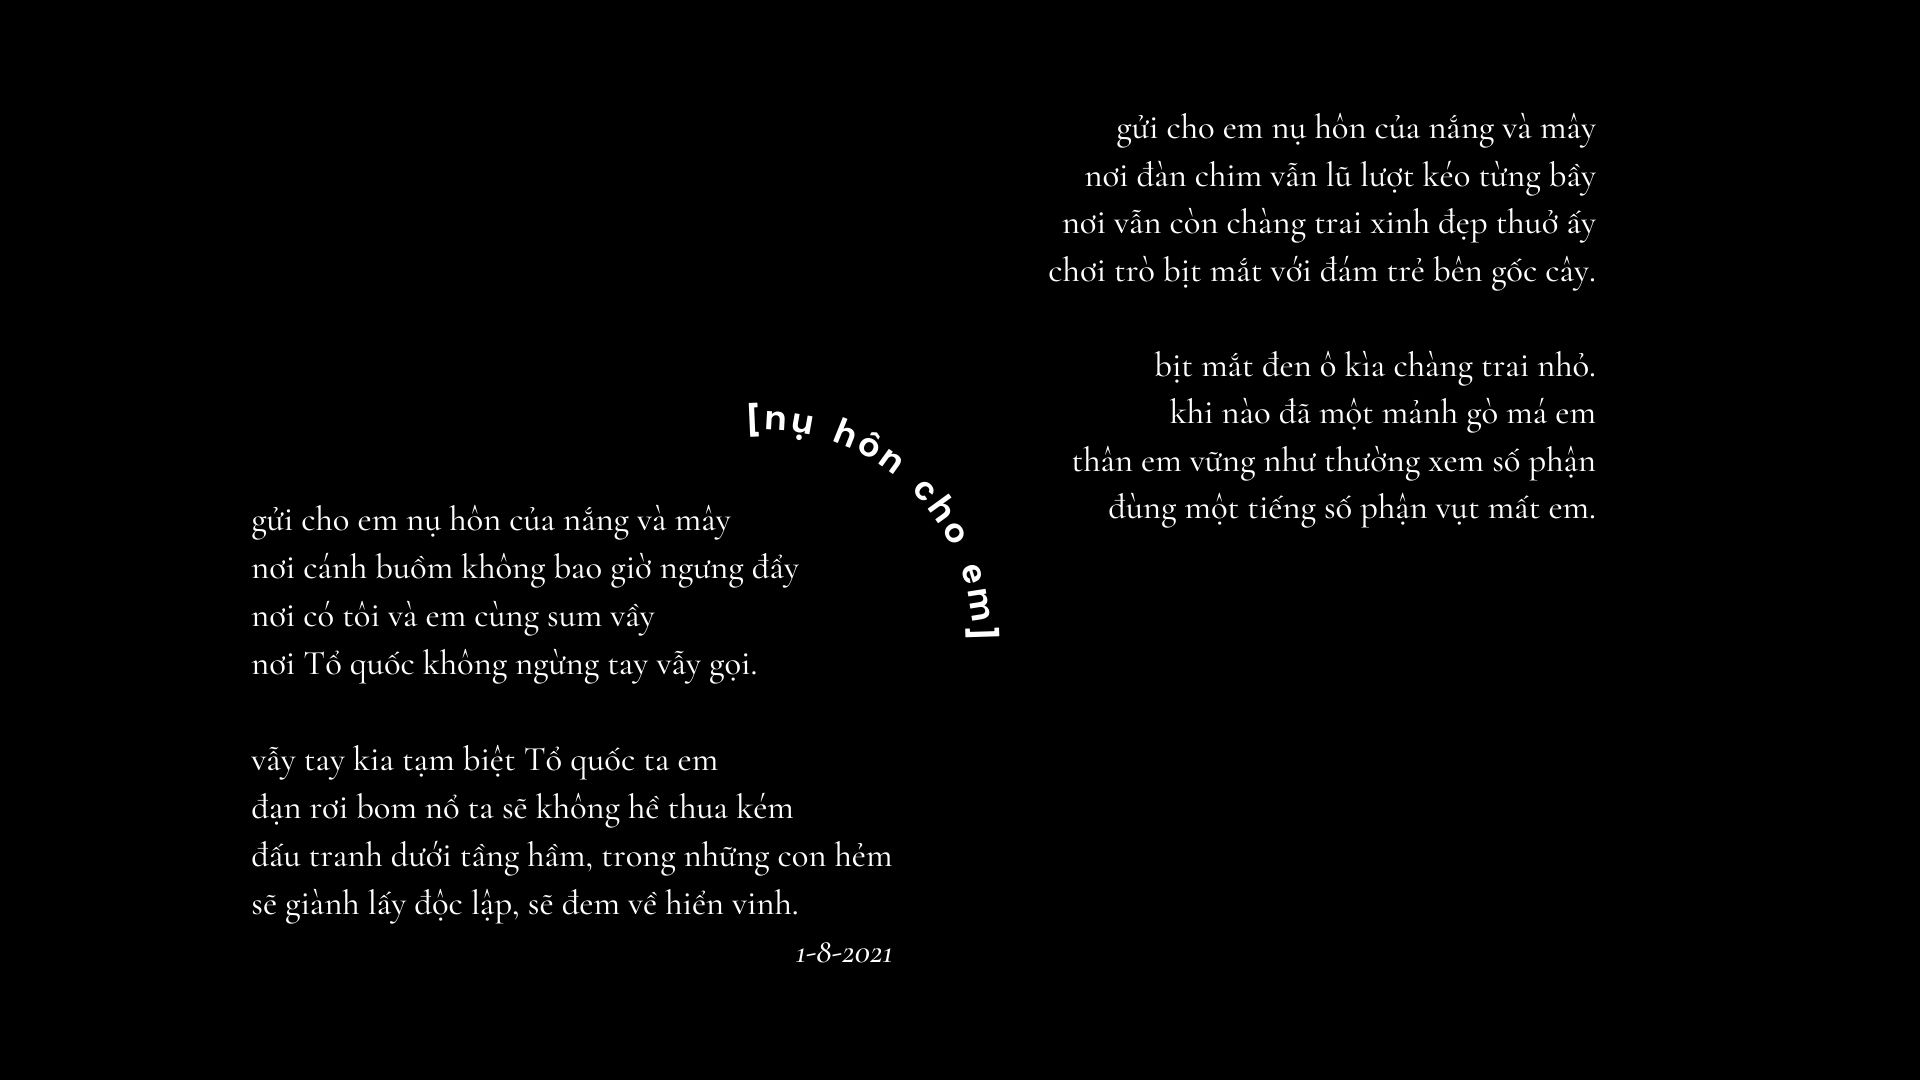 [nụ hôn cho em]
gửi cho em nụ hôn của nắng và mây
nơi đàn chim vẫn lũ lượt kéo từng bầy
nơi vẫn còn chàng trai xinh đẹp thuở ấy
chơi trò bịt mắt với đám trẻ bên gốc cây.
bịt mắt đen ô kìa chàng trai nhỏ.
khi nào đã một mảnh gò má em
thân em vững như thường xem số phận
đùng một tiếng số phận vụt mất em.
gửi cho em nụ hôn của nắng và mây
nơi cánh buồm không bao giờ ngưng đẩy
nơi có tôi và em cùng sum vầy
nơi Tổ quốc không ngừng tay vẫy gọi.
vẫy tay kia tạm biệt Tổ quốc ta em
đạn rơi bom nổ ta sẽ không hề thua kém
đấu tranh dưới tầng hầm, trong những con hẻm
sẽ giành lấy độc lập, sẽ đem về hiển vinh.
1-8-2021